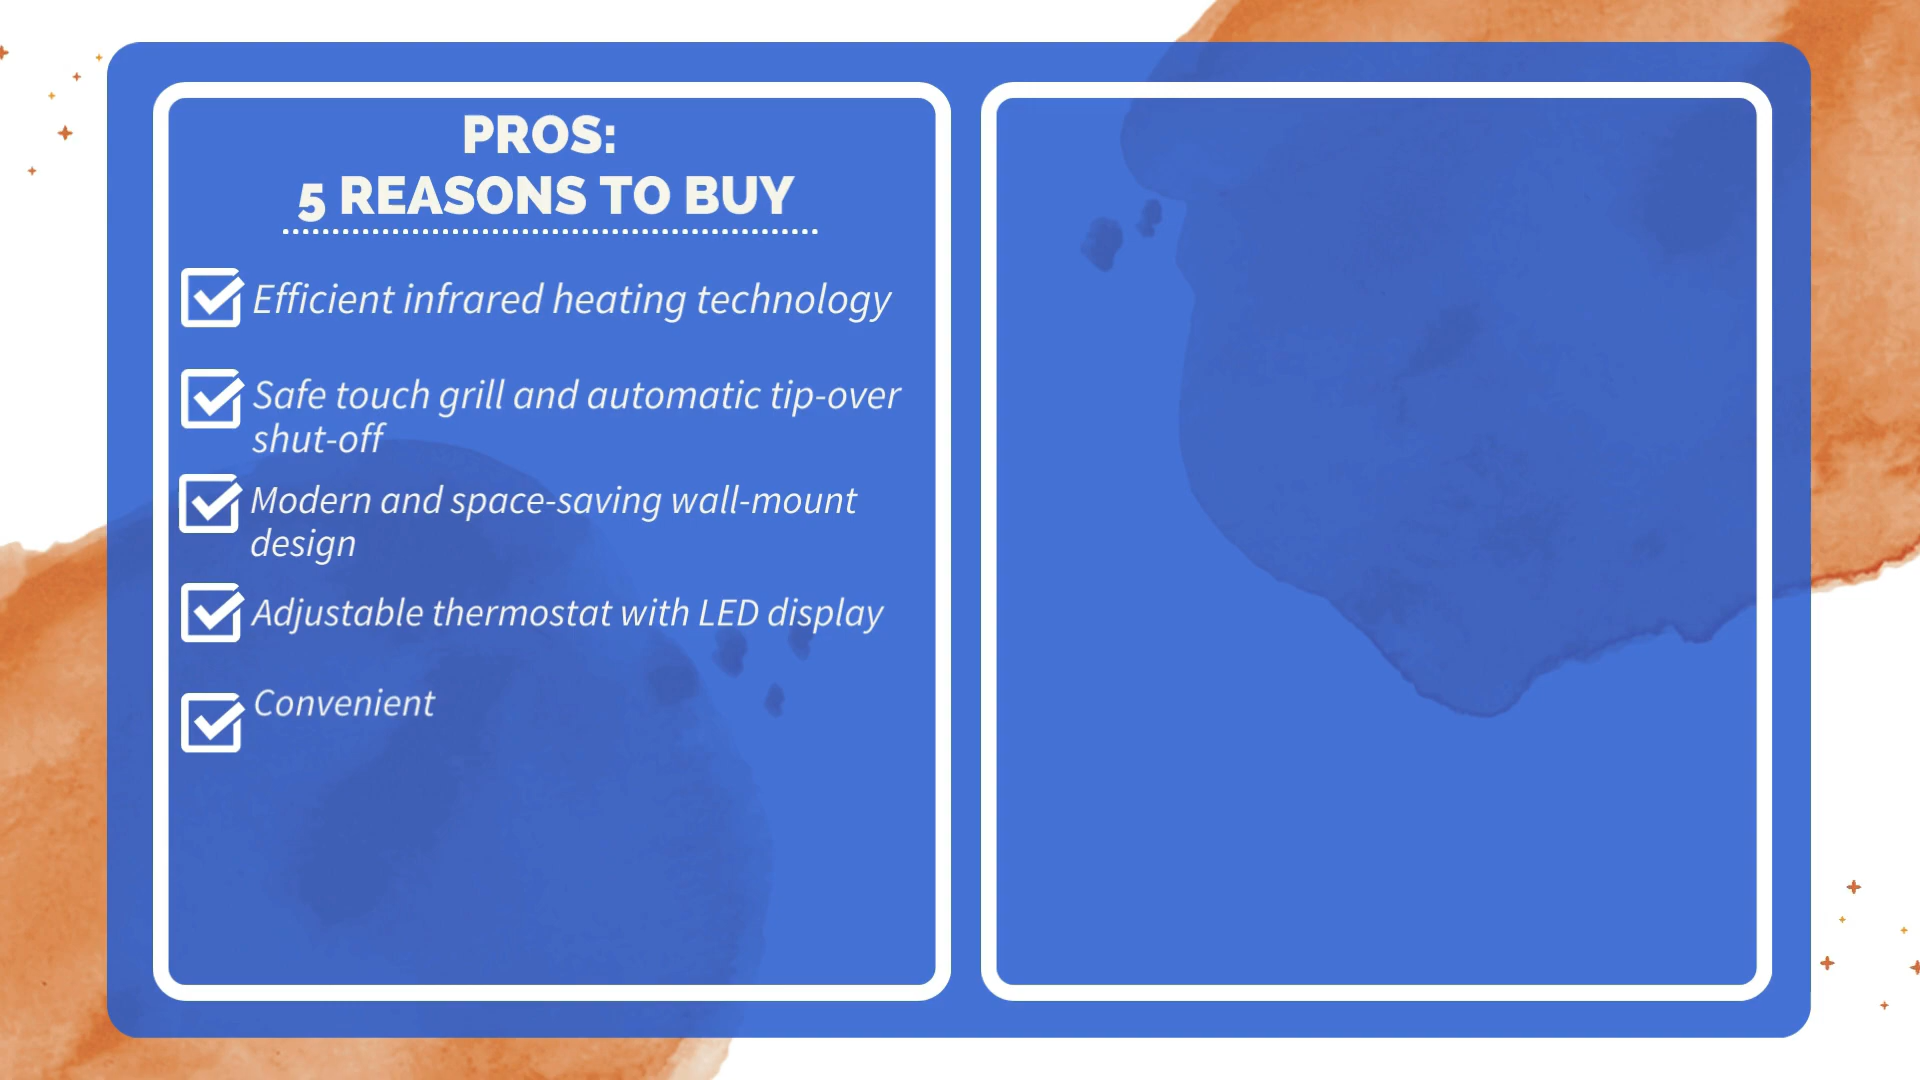 PROS:
5 REASONS TO BUY
Efficient infrared heating technology
Safe touch grill and automatic tip-over
shut-off
Modern and space-saving wall-mount
design
Adjustable thermostat with LED display
Convenient